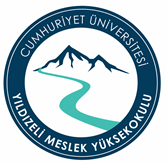 CUMHURİYET ÜNİVERSİTESİ
YILDIZELİ MESLEK YÜKSEKOKULU